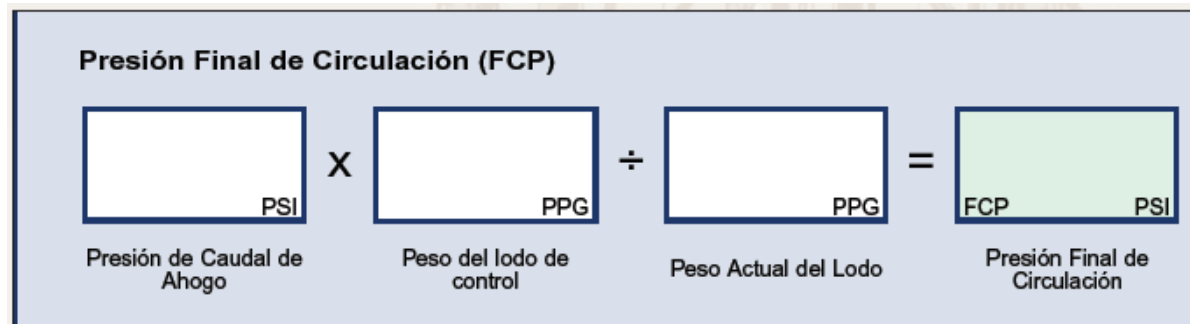 Presión Final de Circulación (FCP)
PSI
x
PPG
÷
PPG
=
FCP
PSI
Presión de Caudal de
Ahogo
Peso del lodo de
control
Peso Actual del Lodo
Presión Final de
Circulación